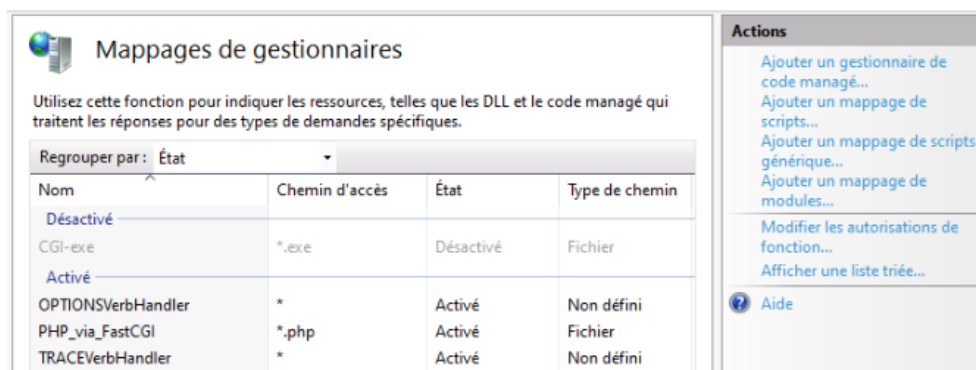 Mappages de gestionnaires
Utilisez cette fonction pour indiquer les ressources, telles que les DLL et le code managé qui
traitent les réponses pour des types de demandes spécifiques.
Regrouper par : État
Nom Chemin d'accès État Type de chemin
Désactivé
CGI-exe *.exe Désactivé Fichier
Activé
OPTIONSVerbHandler * Activé Non défini
PHP_via_FastCGI *.php Activé Fichier
TRACEVerbHandler * Activé Non défini
Actions
Ajouter un gestionnaire de
code managé...
Ajouter un mappage de
scripts...
Ajouter un mappage de scripts
générique...
Ajouter un mappage de
modules...
Modifier les autorisations de
fonction...
Afficher une liste triée...
Aide